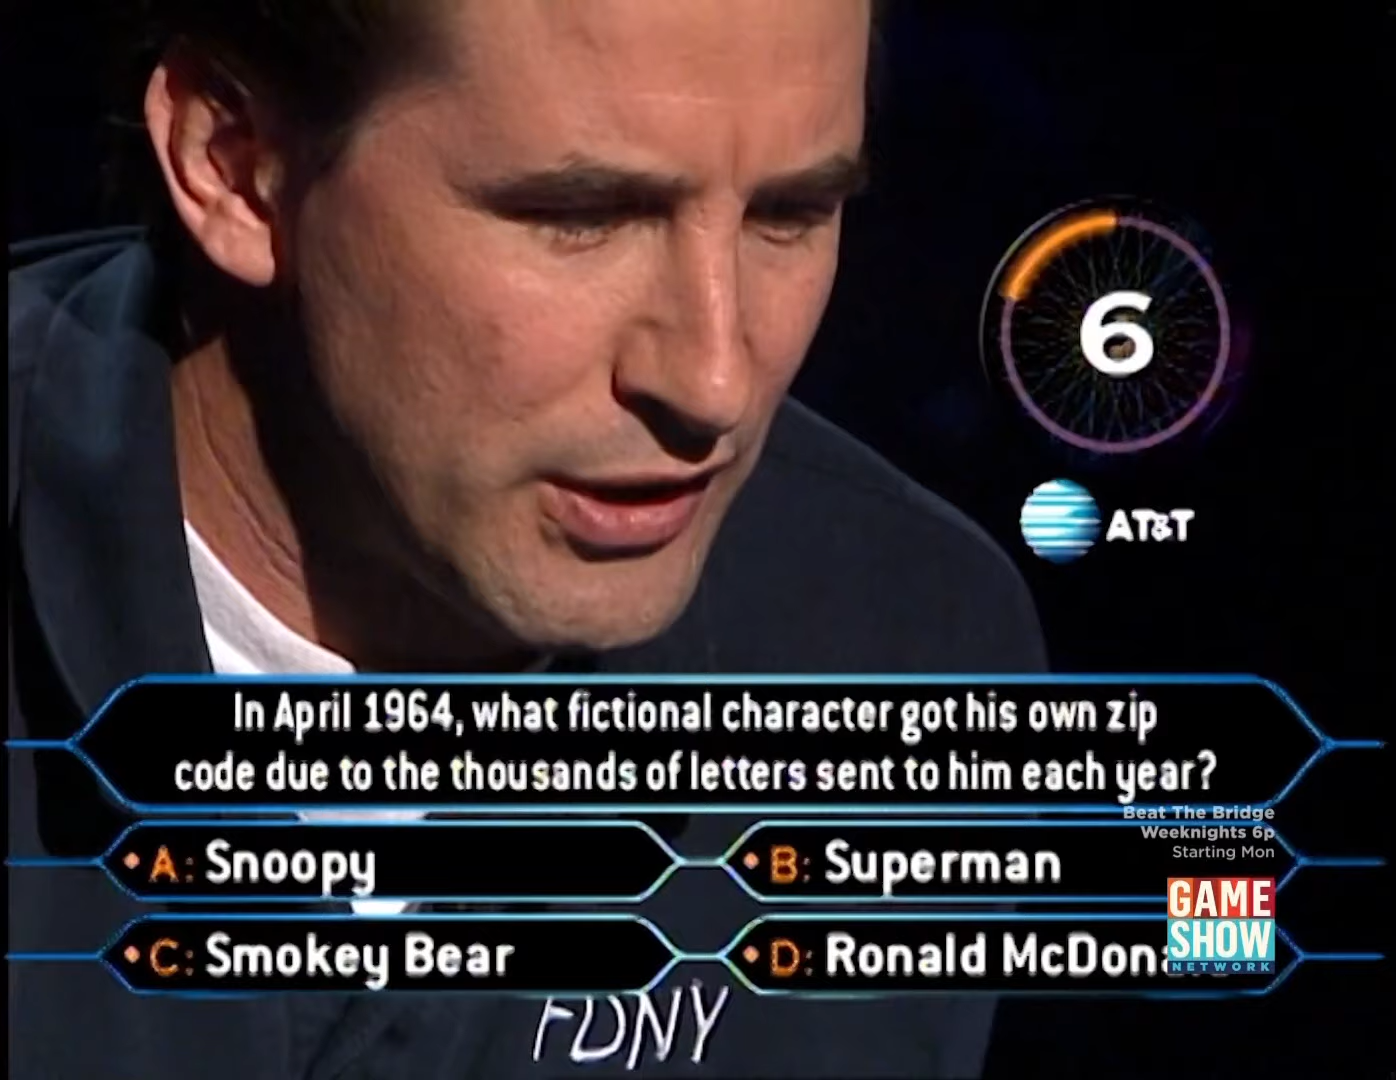 6
AT&T
In April 1964, what fictional character got his own zip
code due to the thousands of letters sent to him each year?
Beat The Bridge
Weeknights 6p
Starting Mon
A: Snoopy
B: Superman
C: Smokey Bear
D: Ronald McDona
GAME
SHOW
NETWORK
FDNY